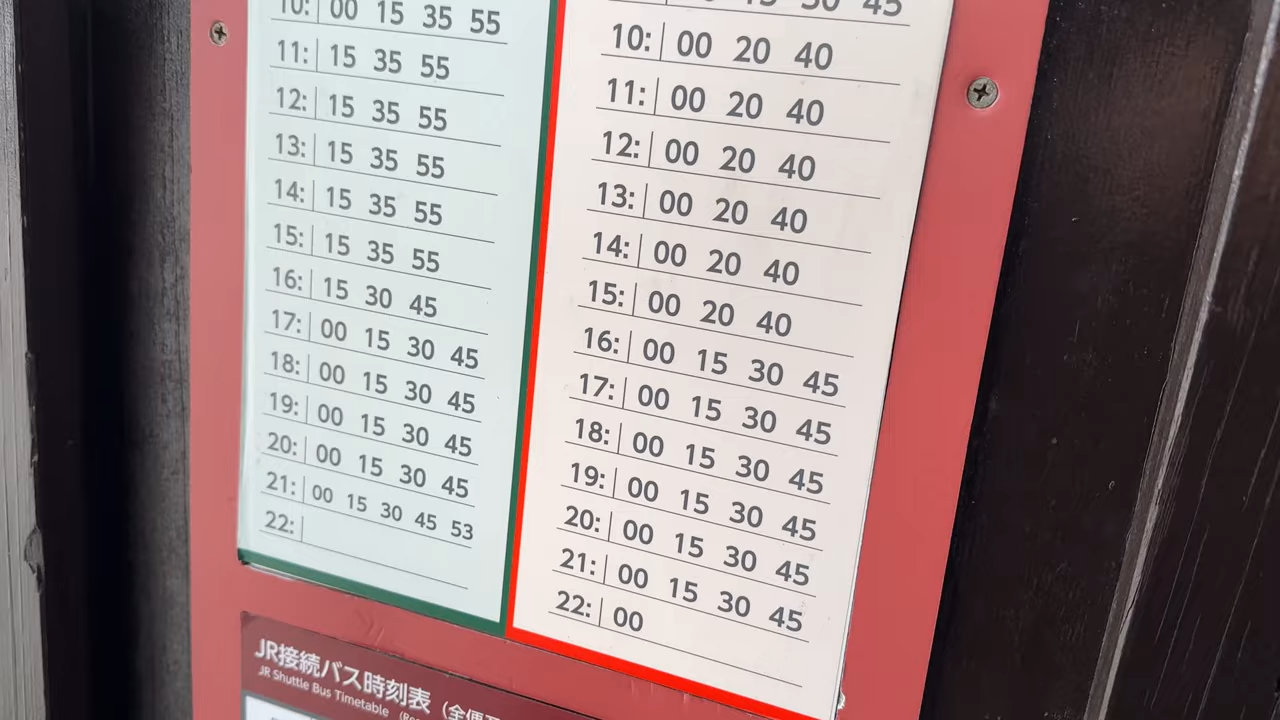 10: 00 15 35 55
11: 15 35 55
12: 15 35 55
13: 15 35 55
14: 15 35 55
15: 15 35 55
16: 15 30 45
17: 00 15 30 45
18: 00 15 30 45
19: 00 15 30 45
20: 00 15 30 45
21: 00 15 30 45 53
22:
45
10: 00 20 40
11: 00 20 40
12: 00 20 40
13: 00 20 40
14: 00 20 40
15: 00 20 40
16: 00 15 30 45
17: 00 15 30 45
18: 00 15 30 45
19: 00 15 30 45
20: 00 15 30 45
21: 00 15 30 45
22: 00
JR接続バス時刻表(全便
JR Shuttle Bus Timetable